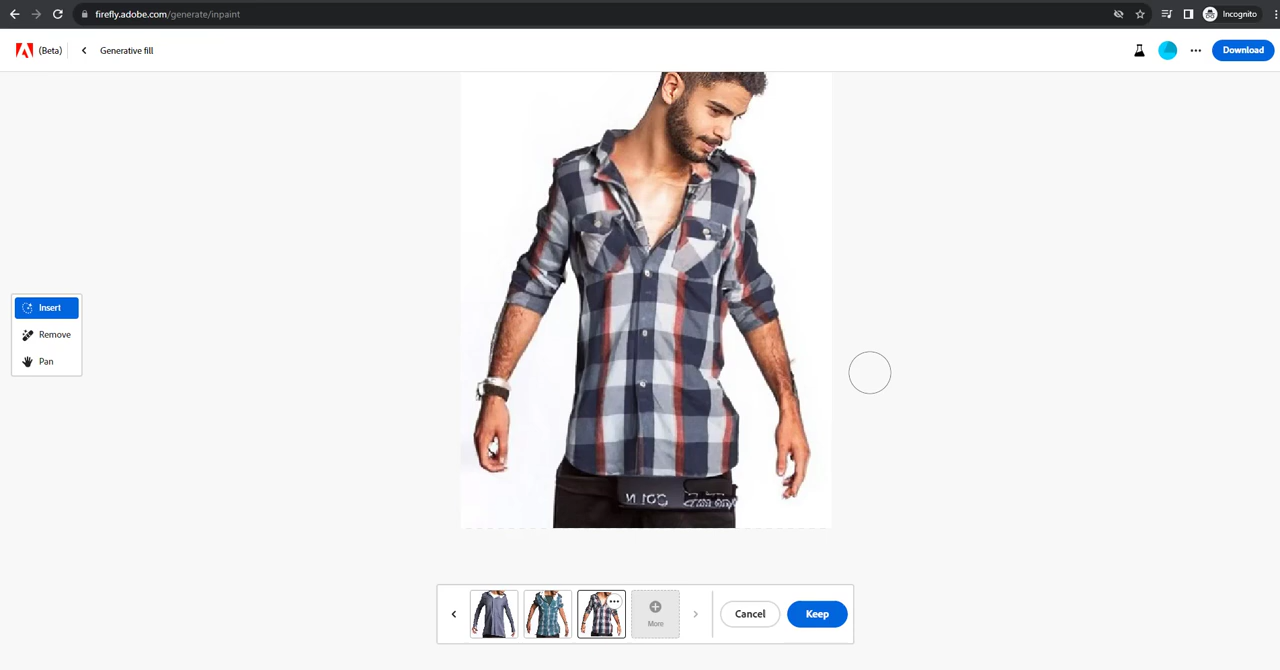 firefly.adobe.com/generate/inpaint
Incognito
(Beta)
Generative fill
Download
Insert
Remove
Pan
More
Cancel
Keep